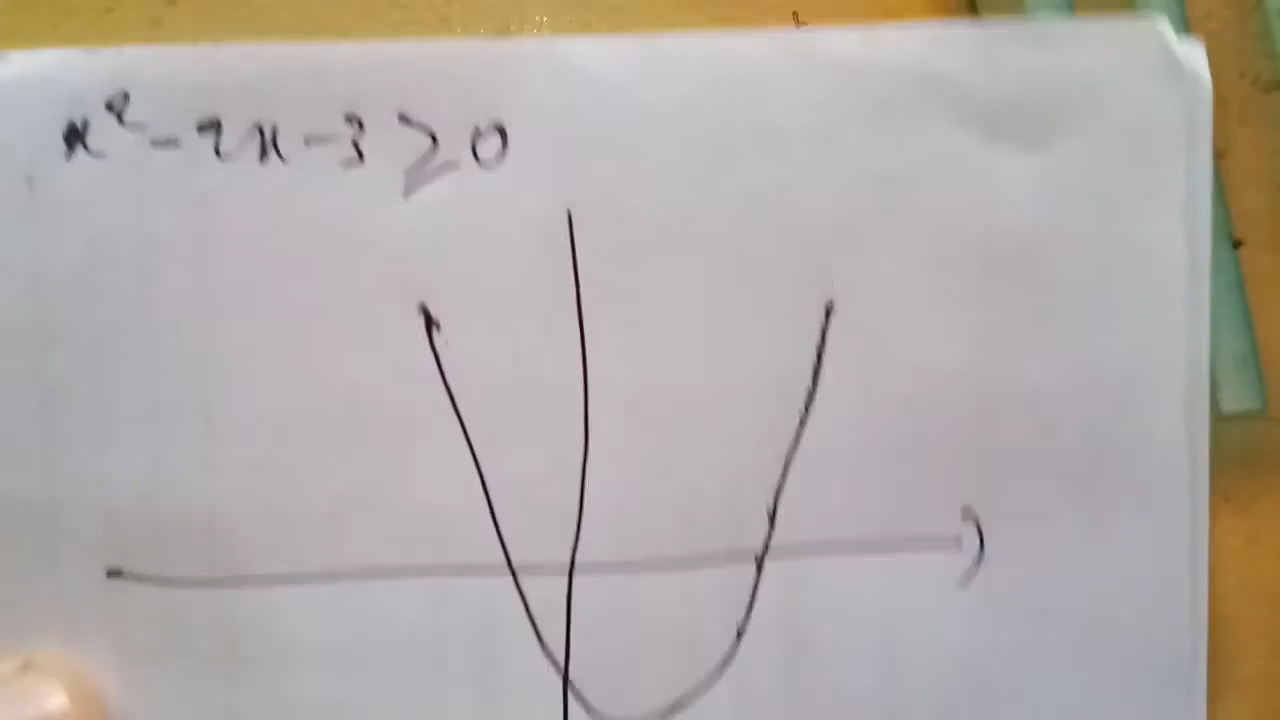 x² - 2x - 3 ≥ 0